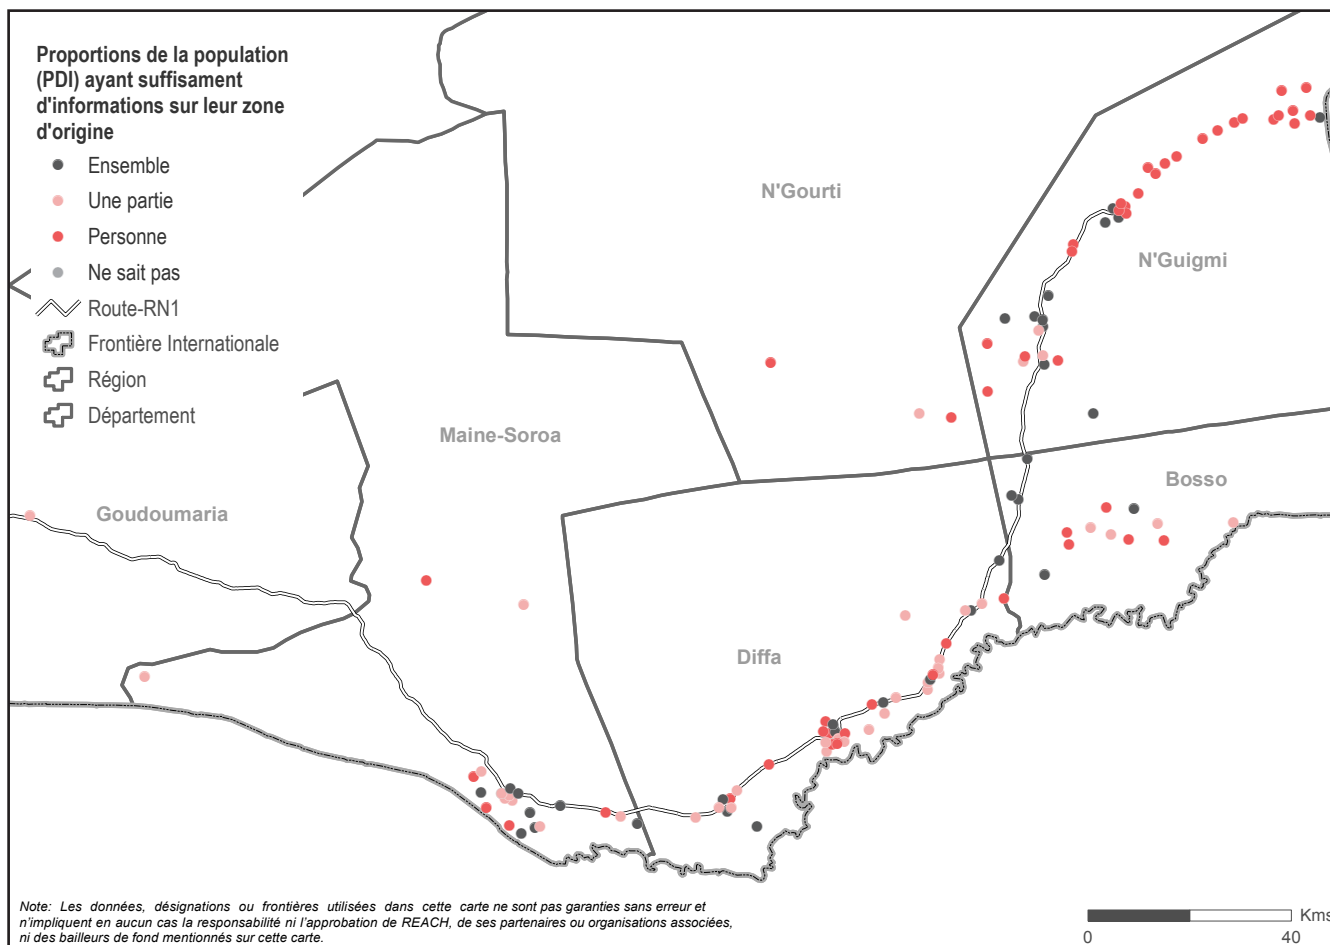 Proportions de la population
(PDI) ayant suffisament
d'informations sur leur zone
d'origine
Ensemble
Une partie
Personne
Ne sait pas
Route-RN1
Frontière Internationale
Région
Département
N'Gourti
N'Guigmi
Maine-Soroa
Bosso
Goudoumaria
Diffa
Note: Les données, désignations ou frontières utilisées dans cette carte ne sont pas garanties sans erreur et
n'impliquent en aucun cas la responsabilité ni l'approbation de REACH, de ses partenaires ou organisations associées,
ni des bailleurs de fond mentionnés sur cette carte.
Kms
0 40